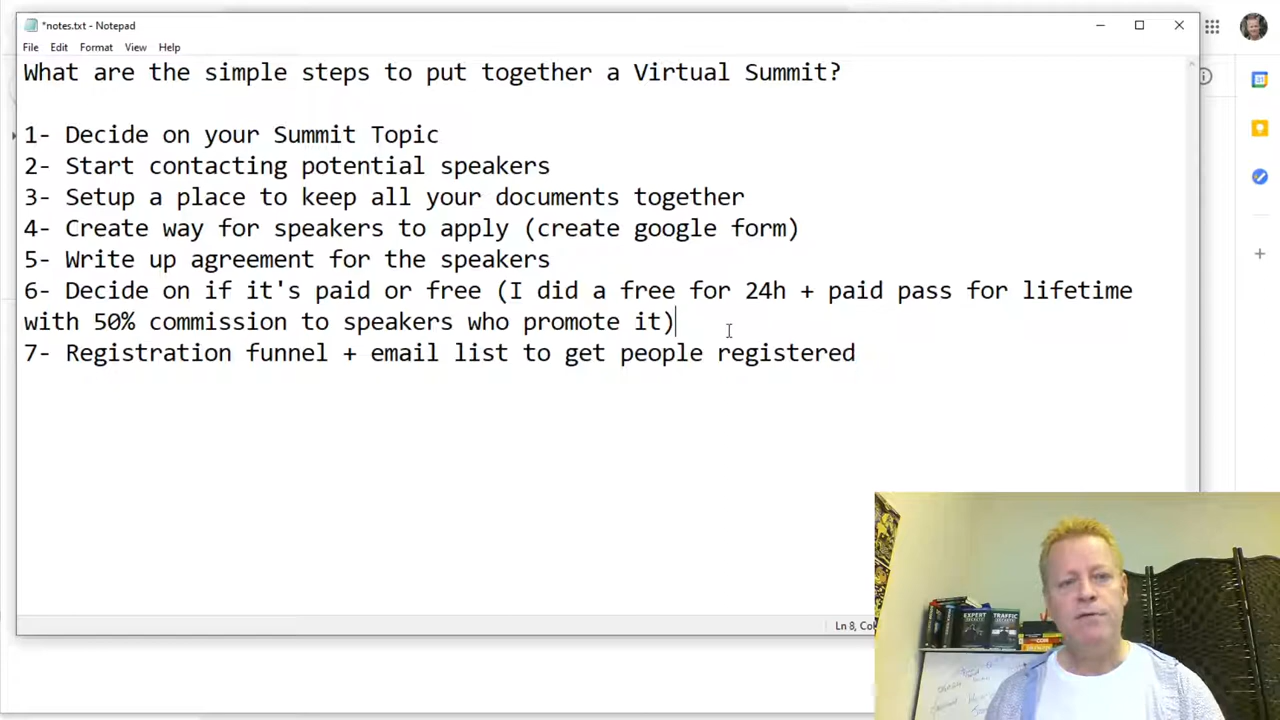 *notes.txt - Notepad
File Edit Format View Help
What are the simple steps to put together a Virtual Summit?
1- Decide on your Summit Topic
2- Start contacting potential speakers
3- Setup a place to keep all your documents together
4- Create way for speakers to apply (create google form)
5- Write up agreement for the speakers
6- Decide on if it's paid or free (I did a free for 24h + paid pass for lifetime
with 50% commission to speakers who promote it)
7- Registration funnel + email list to get people registered
Ln 8, Co
EXPERT
SECRETS
TRAFFIC
SECRETS